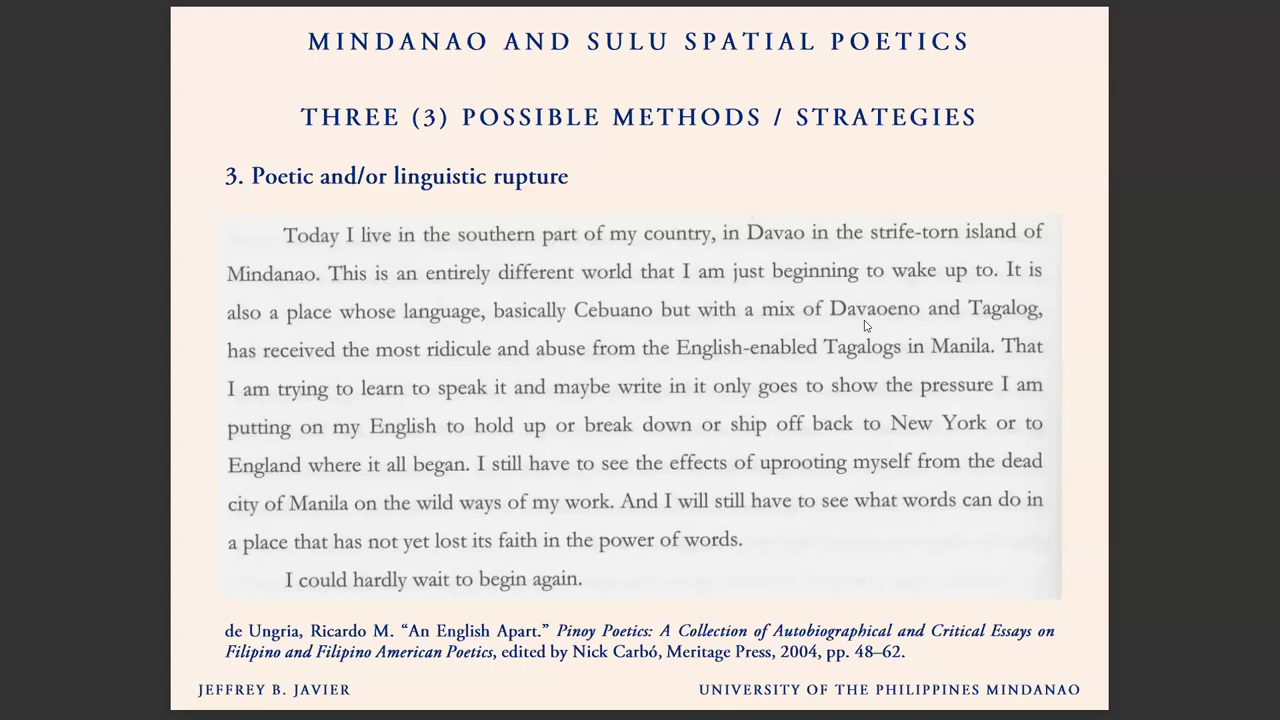 MINDANAO AND SULU SPATIAL POETICS
THREE (3) POSSIBLE METHODS / STRATEGIES
3. Poetic and/or linguistic rupture
Today I live in the southern part of my country, in Davao in the strife-torn island of
Mindanao. This is an entirely different world that I am just beginning to wake up to. It is
also a place whose language, basically Cebuano but with a mix of Davaoeno and Tagalog,
has received the most ridicule and abuse from the English-enabled Tagalogs in Manila. That
I am trying to learn to speak it and maybe write in it only goes to show the pressure I am
putting on my English to hold up or break down or ship off back to New York or to
England where it all began. I still have to see the effects of uprooting myself from the dead
city of Manila on the wild ways of my work. And I will still have to see what words can do in
a place that has not yet lost its faith in the power of words.
I could hardly wait to begin again.
de Ungria, Ricardo M. “An English Apart.” Pinoy Poetics: A Collection of Autobiographical and Critical Essays on
Filipino and Filipino American Poetics, edited by Nick Carbó, Meritage Press, 2004, pp. 48–62.
JEFFREY B. JAVIER
UNIVERSITY OF THE PHILIPPINES MINDANAO